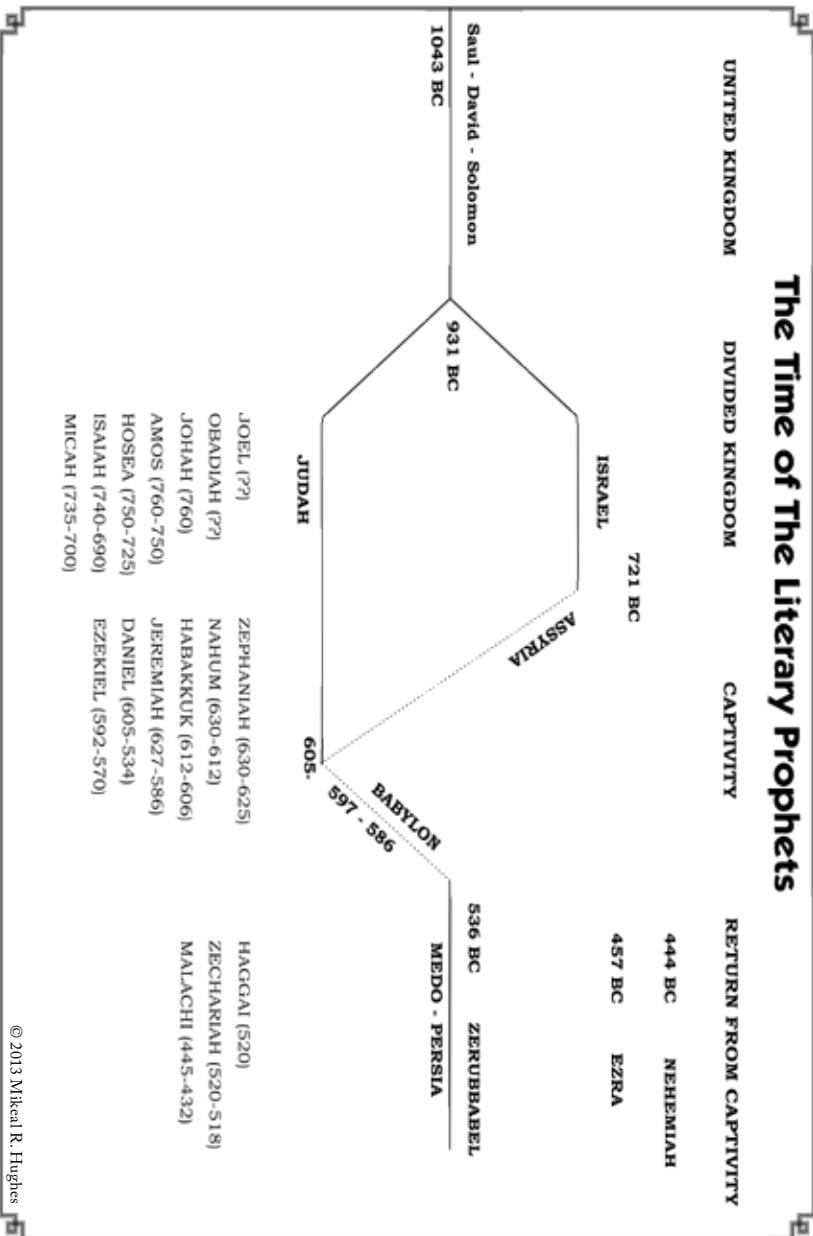 The Time of The Literary Prophets
UNITED KINGDOM
DIVIDED KINGDOM
CAPTIVITY
RETURN FROM CAPTIVITY
444 BC NEHEMIAH
457 BC EZRA
721 BC
ISRAEL
ASSYRIA
Saul - David - Solomon
1043 BC
931 BC
536 BC ZERUBBABEL
MEDO - PERSIA
BABYLON
597 - 586
605-
JUDAH
JOEL (??)
OBADIAH (??)
JOHAH (760)
AMOS (760-750)
HOSEA (750-725)
ISAIAH (740-690)
MICAH (735-700)
ZEPHANIAH (630-625)
NAHUM (630-612)
HABAKKUK (612-606)
JEREMIAH (627-586)
DANIEL (605-534)
EZEKIEL (592-570)
HAGGAI (520)
ZECHARIAH (520-518)
MALACHI (445-432)
© 2013 Mikeal R. Hughes